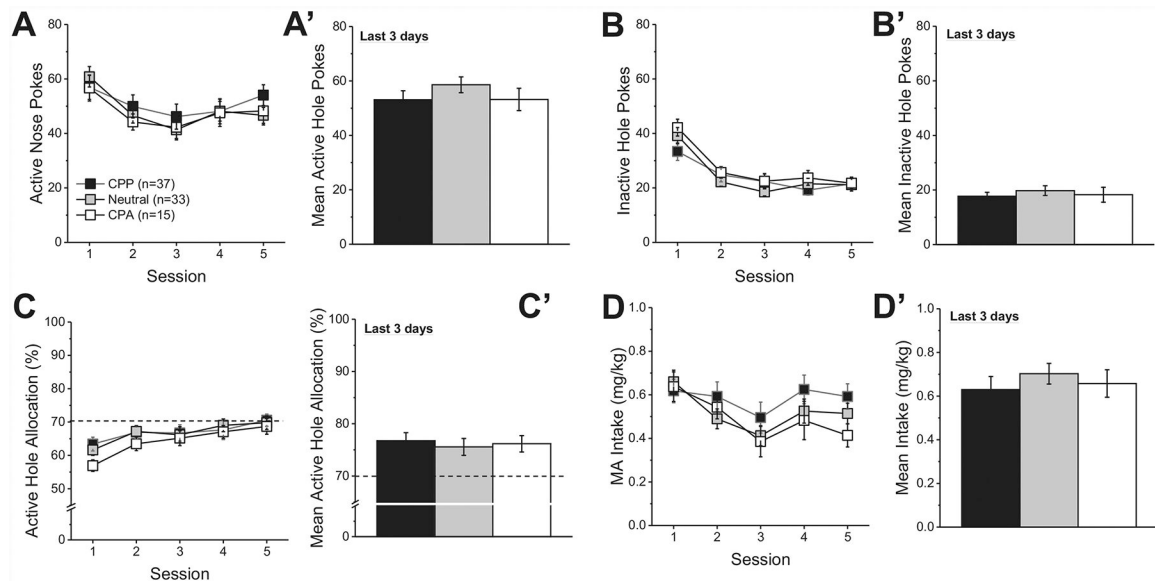 A
Active Nose Pokes
80
60
40
20
0
CPP (n=37)
Neutral (n=33)
CPA (n=15)
1 2 3 4 5
Session
A’
Mean Active Hole Pokes
Last 3 days
80
60
40
20
0
B
Inactive Hole Pokes
80
60
40
20
0
1 2 3 4 5
Session
B’
Mean Inactive Hole Pokes
Last 3 days
80
60
40
20
0
C
Active Hole Allocation (%)
100
90
80
70
60
50
0
1 2 3 4 5
Session
C’
Mean Active Hole Allocation (%)
Last 3 days
100
90
80
70
0
D
MA Intake (mg/kg)
1.0
0.8
0.6
0.4
0.2
0.0
1 2 3 4 5
Session
D’
Mean Intake (mg/kg)
Last 3 days
1.0
0.8
0.6
0.4
0.2
0.0